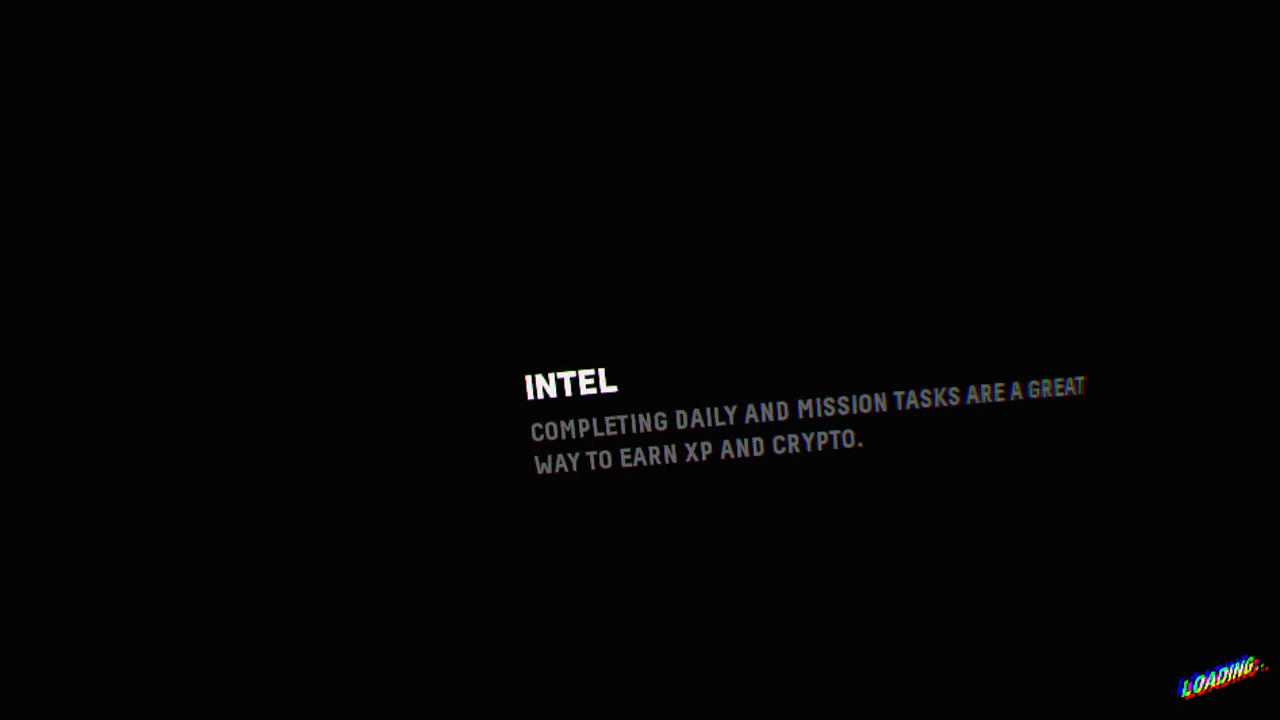 INTEL
COMPLETING DAILY AND MISSION TASKS ARE A GREAT
WAY TO EARN XP AND CRYPTO.
LOADING..